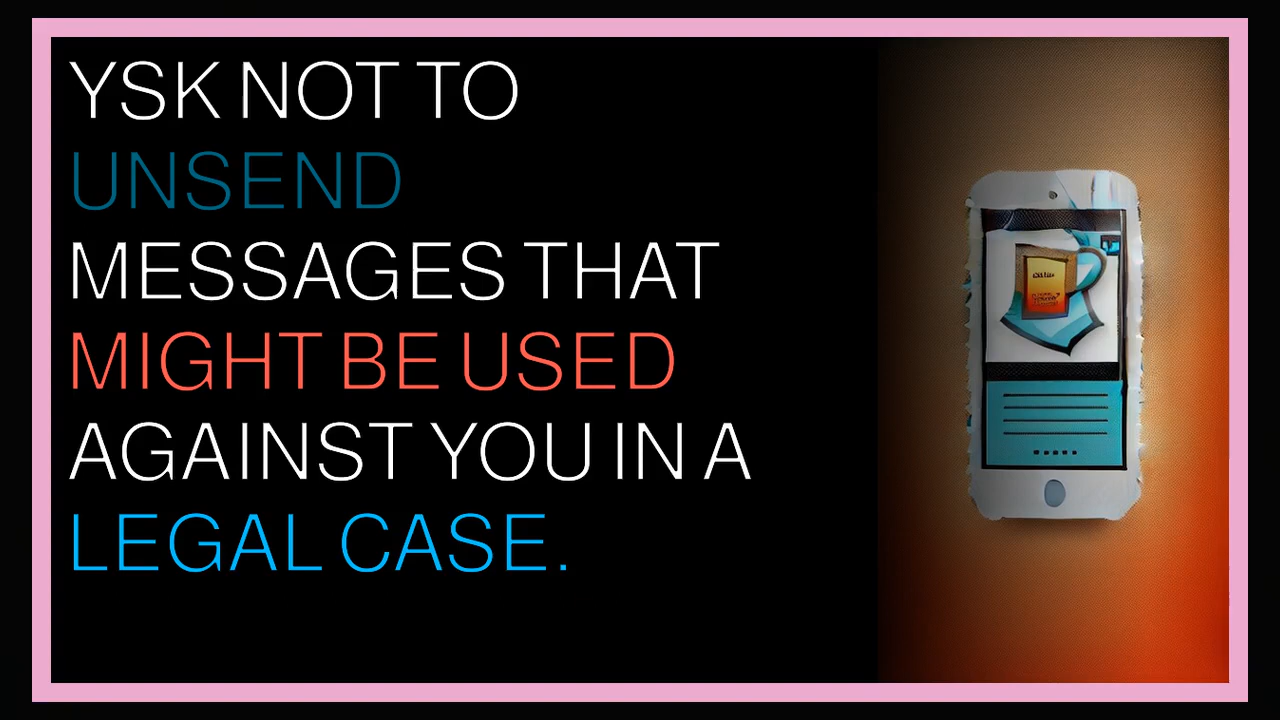 YSK NOT TO
UNSEND
MESSAGES THAT
MIGHT BE USED
AGAINST YOU IN A
LEGAL CASE.